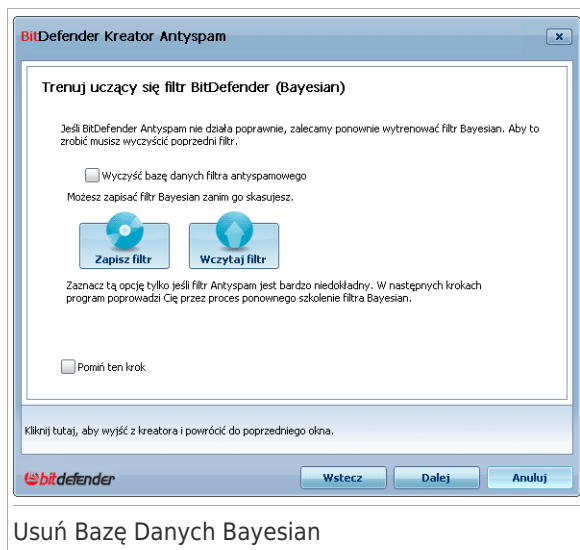 BitDefender Kreator Antyspam
Trenuj uczący się filtr BitDefender (Bayesian)
Jeśli BitDefender Antyspam nie działa poprawnie, zalecamy ponownie wytrenować filtr Bayesian. Aby to
zrobić musisz wyczyścić poprzedni filtr.
Wyczyść bazę danych filtra antyspamowego
Możesz zapisać filtr Bayesian zanim go skasujesz.
Zapisz filtr Wczytaj filtr
Zaznacz tą opcję tylko jeśli filtr Antyspam jest bardzo niedokładny. W następnych krokach
program poprowadzi Cię przez proces ponownego szkolenie filtra Bayesian.
Pomiń ten krok
Kliknij tutaj, aby wyjść z kreatora i powrócić do poprzedniego okna.
bitdefender Wstecz Dalej Anuluj
Usuń Bazę Danych Bayesian